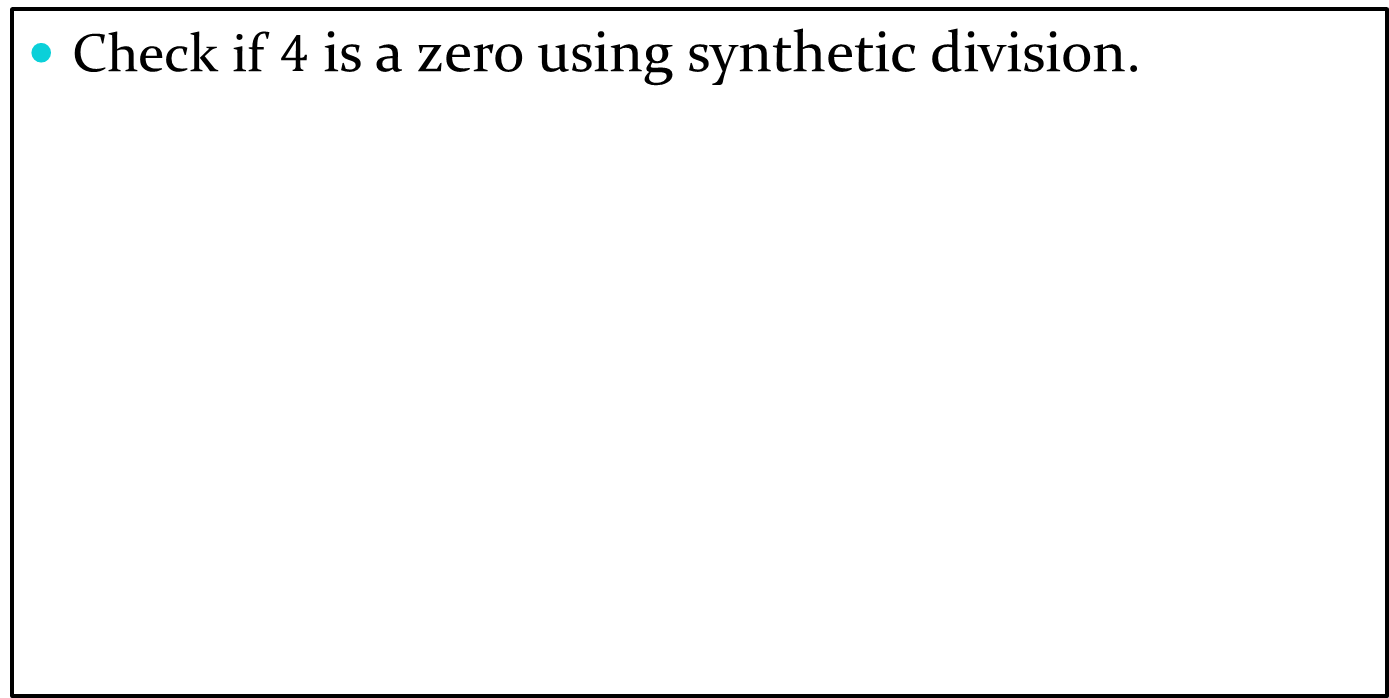 • Check if 4 is a zero using synthetic division.